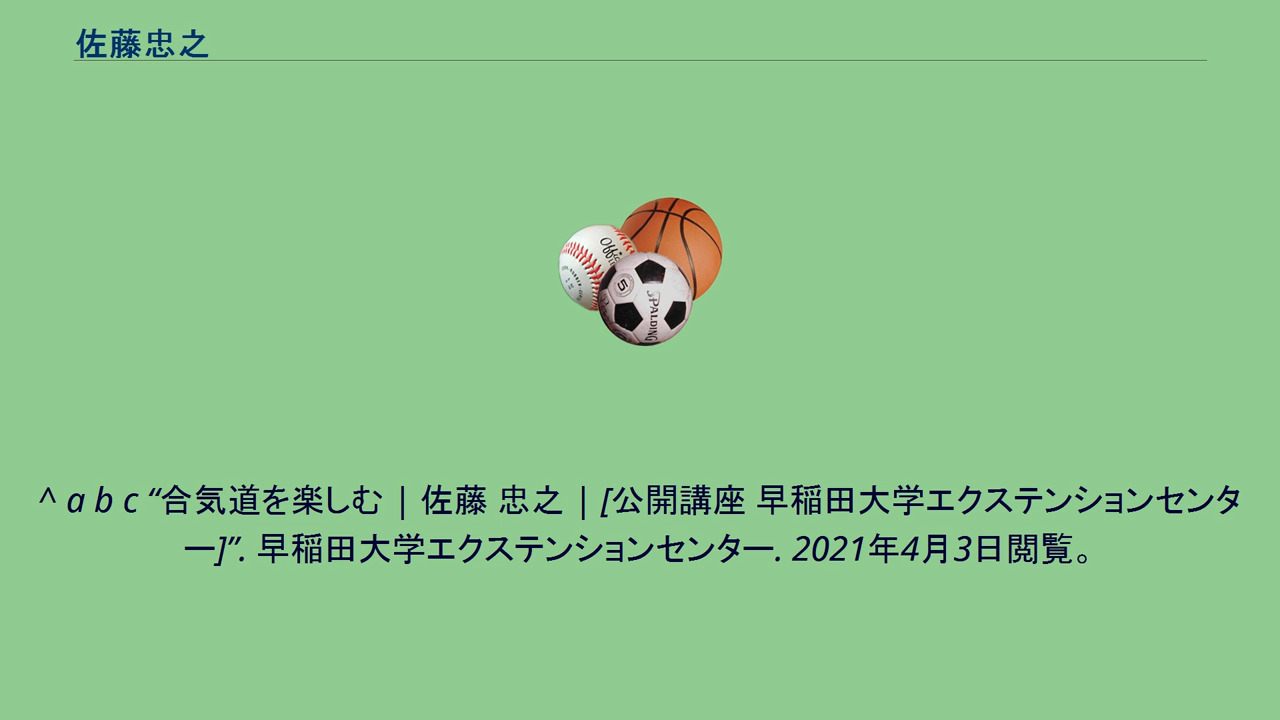 佐藤忠之
Offic
5
SPALDING
^ a b c “合気道を楽しむ | 佐藤 忠之 | [公開講座 早稲田大学エクステンションセンタ
ー]”. 早稲田大学エクステンションセンター. 2021年4月3日閲覧。